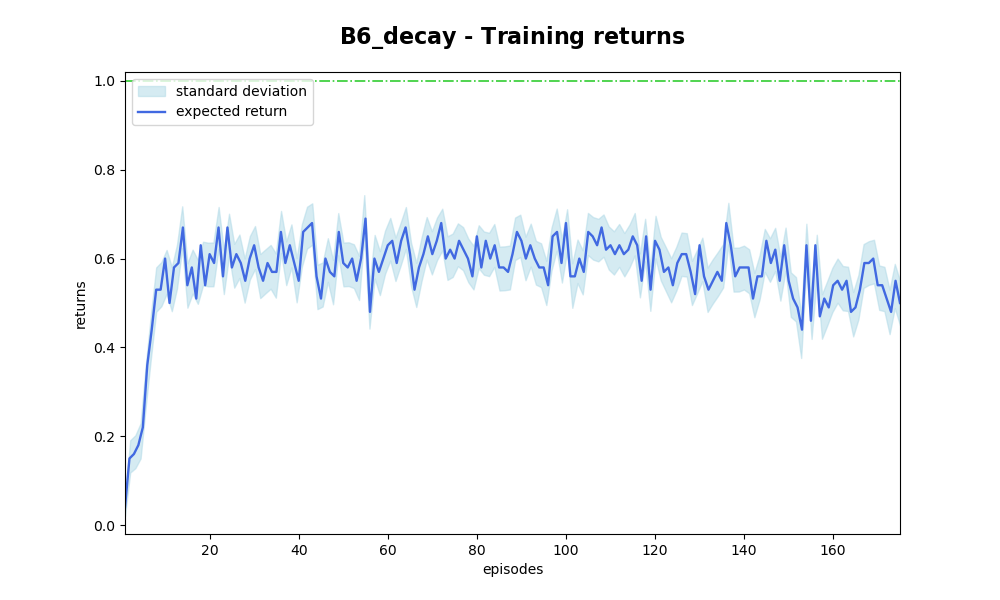 B6_decay - Training returns
standard deviation
expected return
1.0
0.8
0.6
0.4
0.2
0.0
returns
20 40 60 80 100 120 140 160
episodes